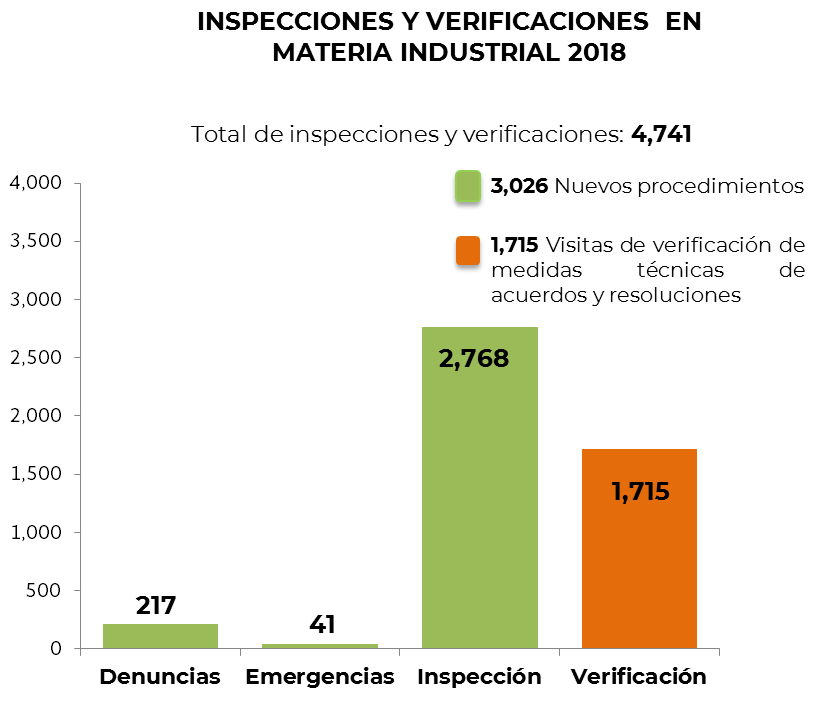 INSPECCIONES Y VERIFICACIONES EN
MATERIA INDUSTRIAL 2018
Total de inspecciones y verificaciones: 4,741
3,026 Nuevos procedimientos
1,715 Visitas de verificación de
medidas técnicas de
acuerdos y resoluciones
4,000
3,500
3,000
2,500
2,000
1,500
1,000
500
0
217
41
2,768
1,715
Denuncias Emergencias Inspección Verificación